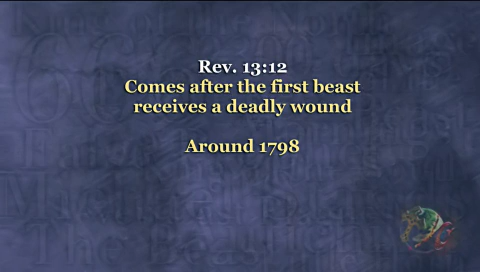 Rev. 13:12
Comes after the first beast
receives a deadly wound
Around 1798